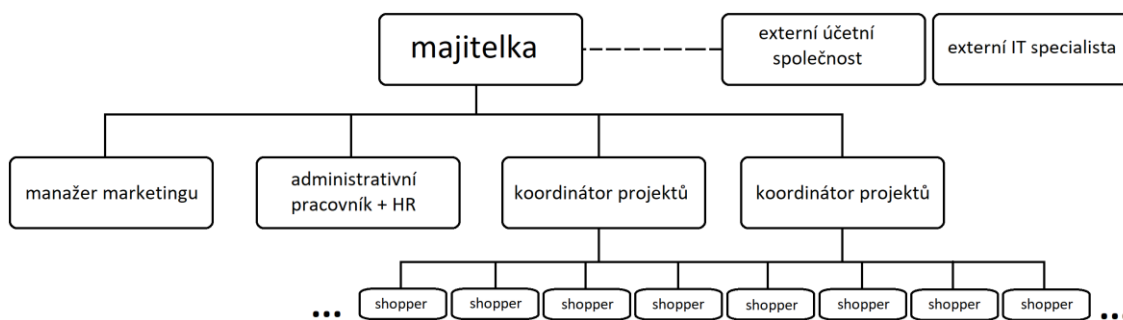 majitelka
externí účetní
společnost
externí IT specialista
manažer marketingu
administrativní
pracovník + HR
koordinátor projektů
koordinátor projektů
... shopper shopper shopper shopper shopper shopper shopper shopper ...